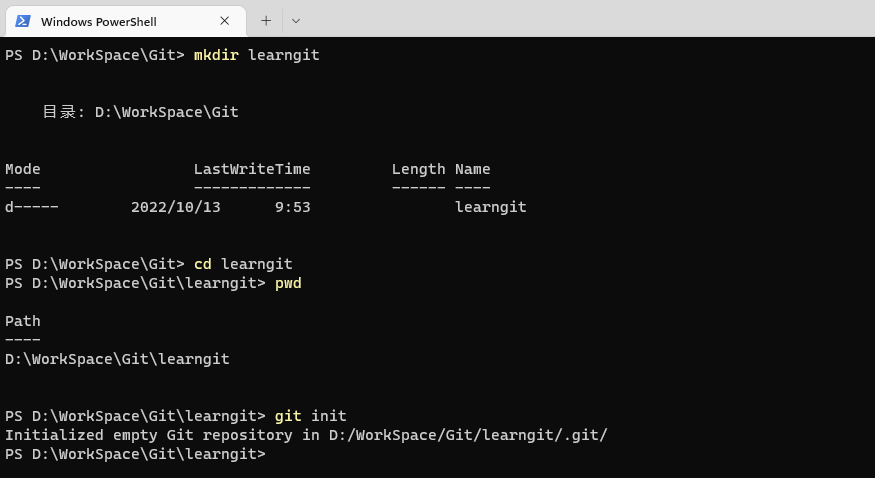 Windows PowerShell
PS D:\WorkSpace\Git> mkdir learngit
目录: D:\WorkSpace\Git
Mode                 LastWriteTime         Length Name
----                 -------------         ------ ----
d-----        2022/10/13      9:53                learngit
PS D:\WorkSpace\Git> cd learngit
PS D:\WorkSpace\Git\learngit> pwd
Path
----
D:\WorkSpace\Git\learngit
PS D:\WorkSpace\Git\learngit> git init
Initialized empty Git repository in D:/WorkSpace/Git/learngit/.git/
PS D:\WorkSpace\Git\learngit>